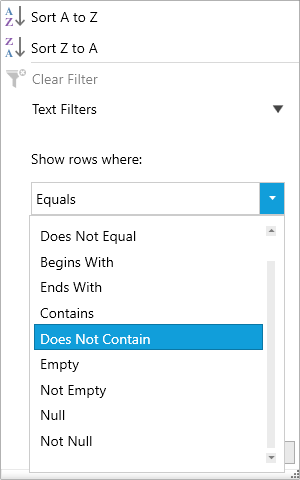 Sort A to Z
Sort Z to A
Clear Filter
Text Filters
Show rows where:
Equals
Does Not Equal
Begins With
Ends With
Contains
Does Not Contain
Empty
Not Empty
Null
Not Null